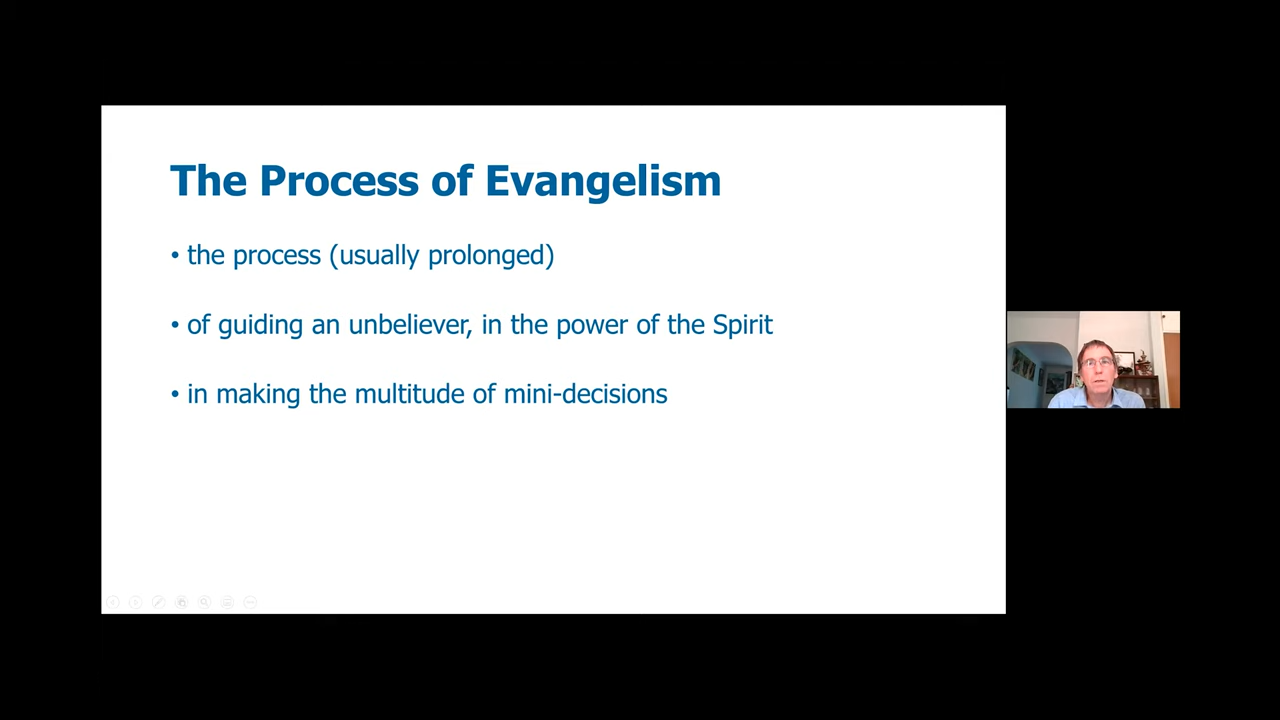 The Process of Evangelism
• the process (usually prolonged)
• of guiding an unbeliever, in the power of the Spirit
• in making the multitude of mini-decisions